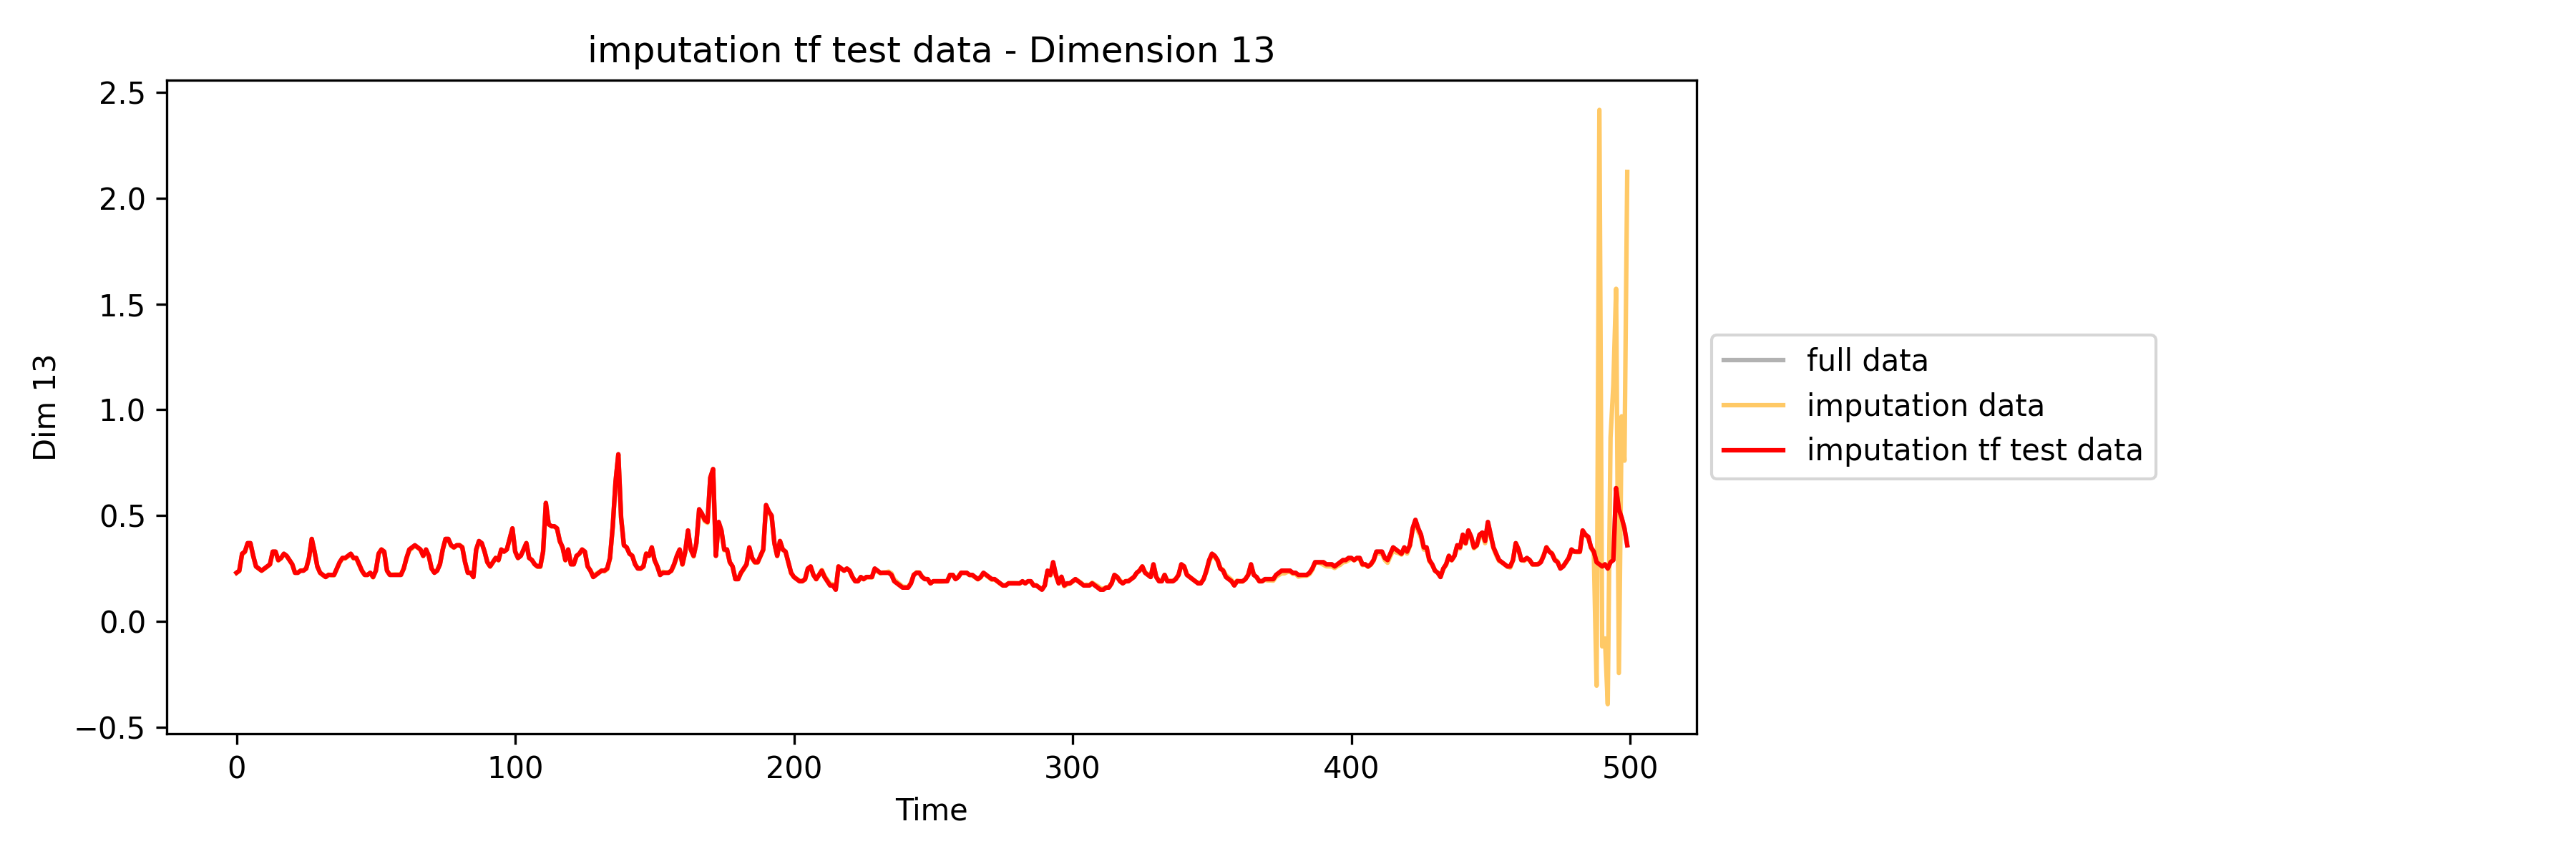 imputation tf test data - Dimension 13
2.5
2.0
1.5
1.0
0.5
0.0
−0.5
Dim 13
0 100 200 300 400 500
Time
full data
imputation data
imputation tf test data